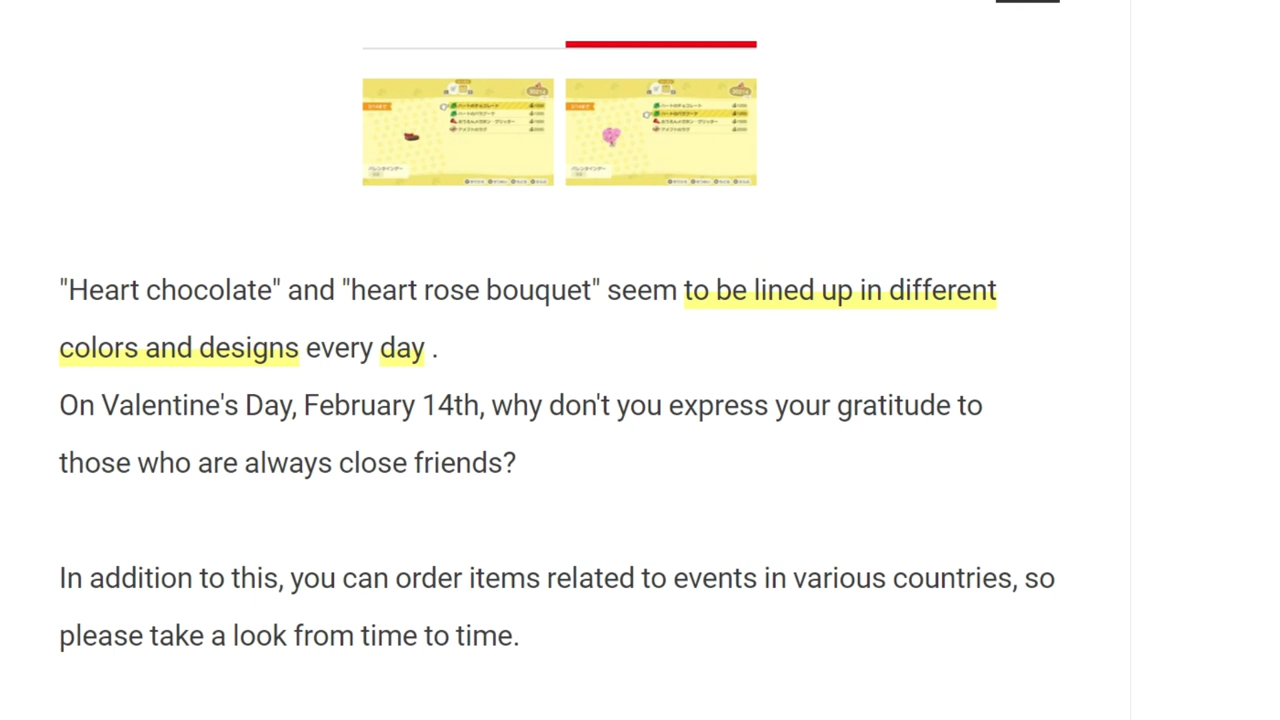 "Heart chocolate" and "heart rose bouquet" seem to be lined up in different
colors and designs every day .
On Valentine's Day, February 14th, why don't you express your gratitude to
those who are always close friends?
In addition to this, you can order items related to events in various countries, so
please take a look from time to time.